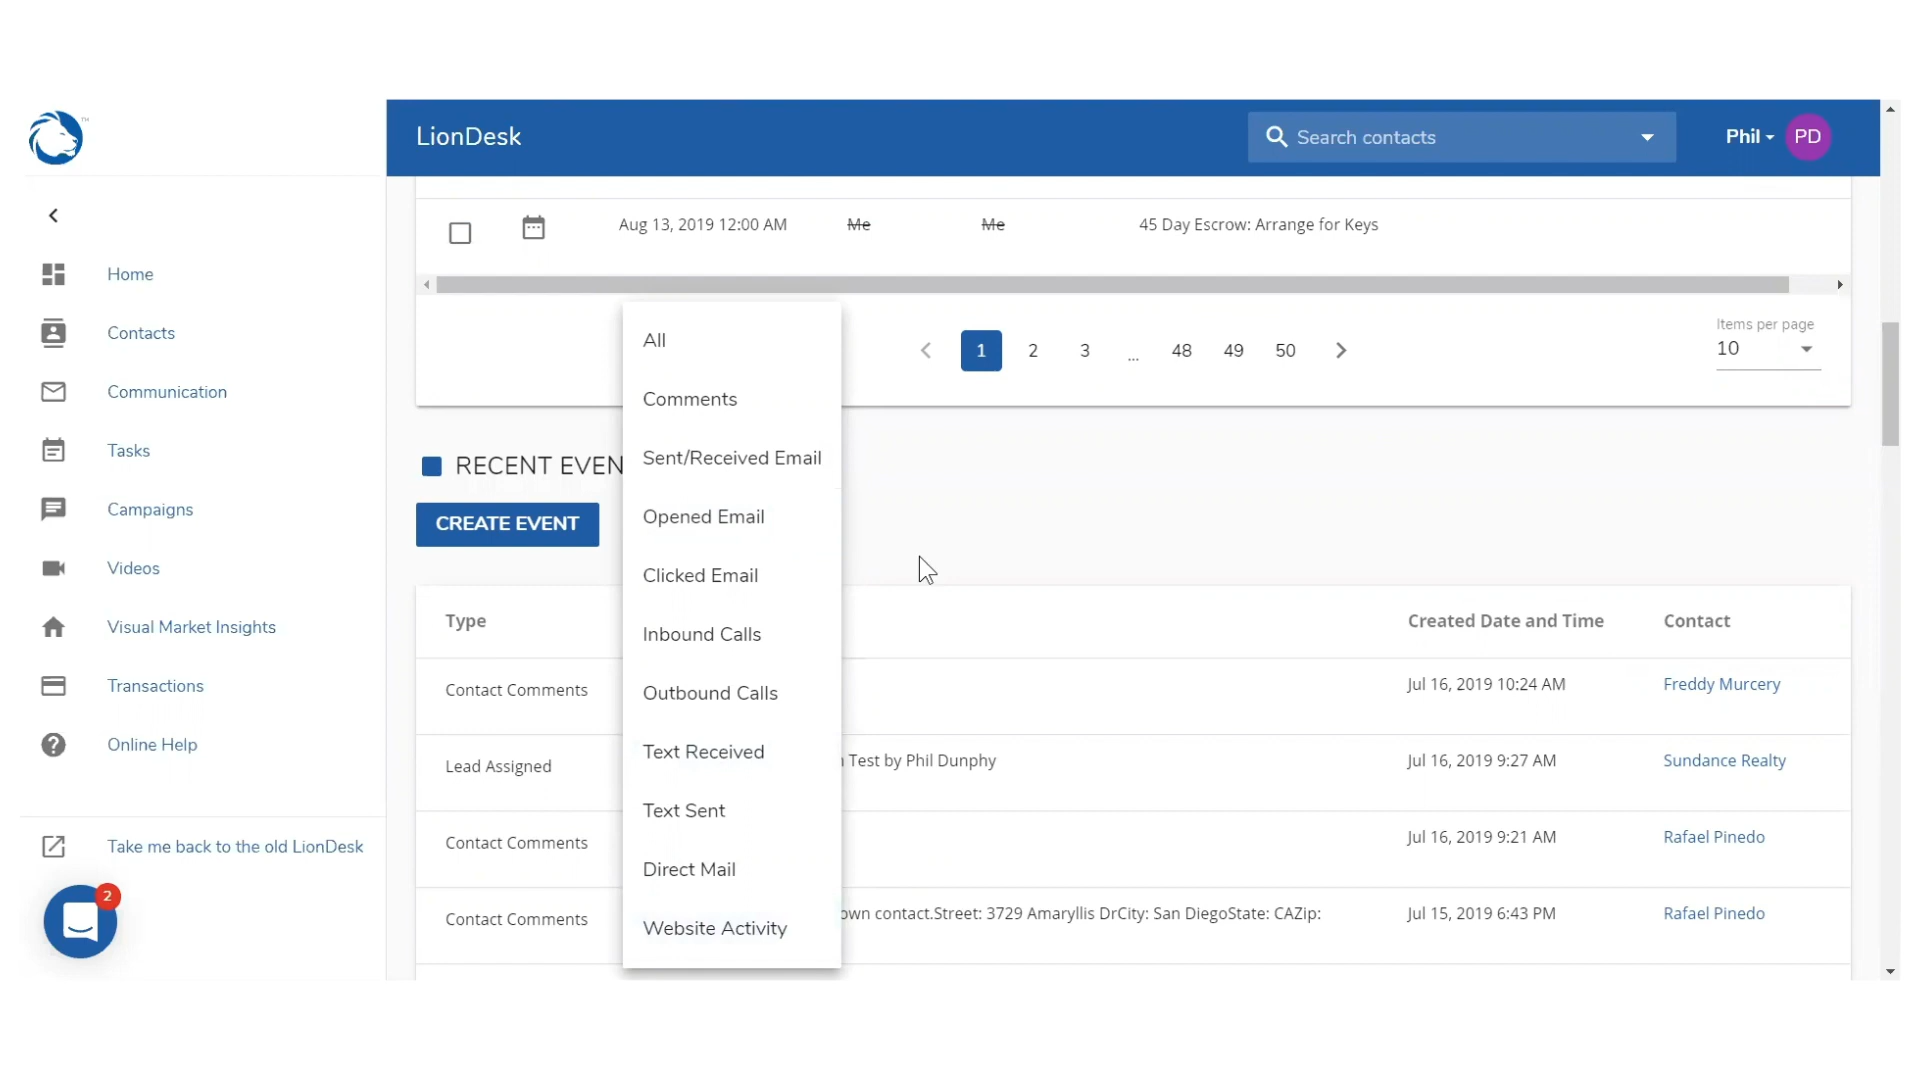 TM
LionDesk
Search contacts
Phil
PD
Home
Contacts
Communication
Tasks
Campaigns
Videos
Visual Market Insights
Transactions
Online Help
Take me back to the old LionDesk
2
Aug 13, 2019 12:00 AM Me Me 45 Day Escrow: Arrange for Keys
1 2 3 ... 48 49 50
Items per page
10
RECENT EVEN
CREATE EVENT
All
Comments
Sent/Received Email
Opened Email
Clicked Email
Inbound Calls
Outbound Calls
Text Received
Text Sent
Direct Mail
Website Activity
Type Created Date and Time Contact
Contact Comments Jul 16, 2019 10:24 AM Freddy Murcery
Lead Assigned Test by Phil Dunphy Jul 16, 2019 9:27 AM Sundance Realty
Contact Comments Jul 16, 2019 9:21 AM Rafael Pinedo
Contact Comments own contact.Street: 3729 Amaryllis DrCity: San DiegoState: CAZip: Jul 15, 2019 6:43 PM Rafael Pinedo